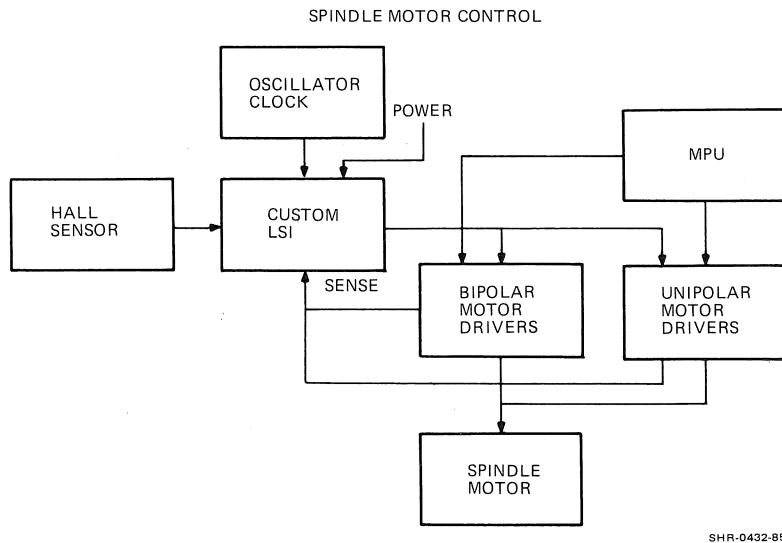 SPINDLE MOTOR CONTROL
OSCILLATOR
CLOCK
POWER
MPU
HALL
SENSOR
CUSTOM
LSI
SENSE
BIPOLAR
MOTOR
DRIVERS
UNIPOLAR
MOTOR
DRIVERS
SPINDLE
MOTOR